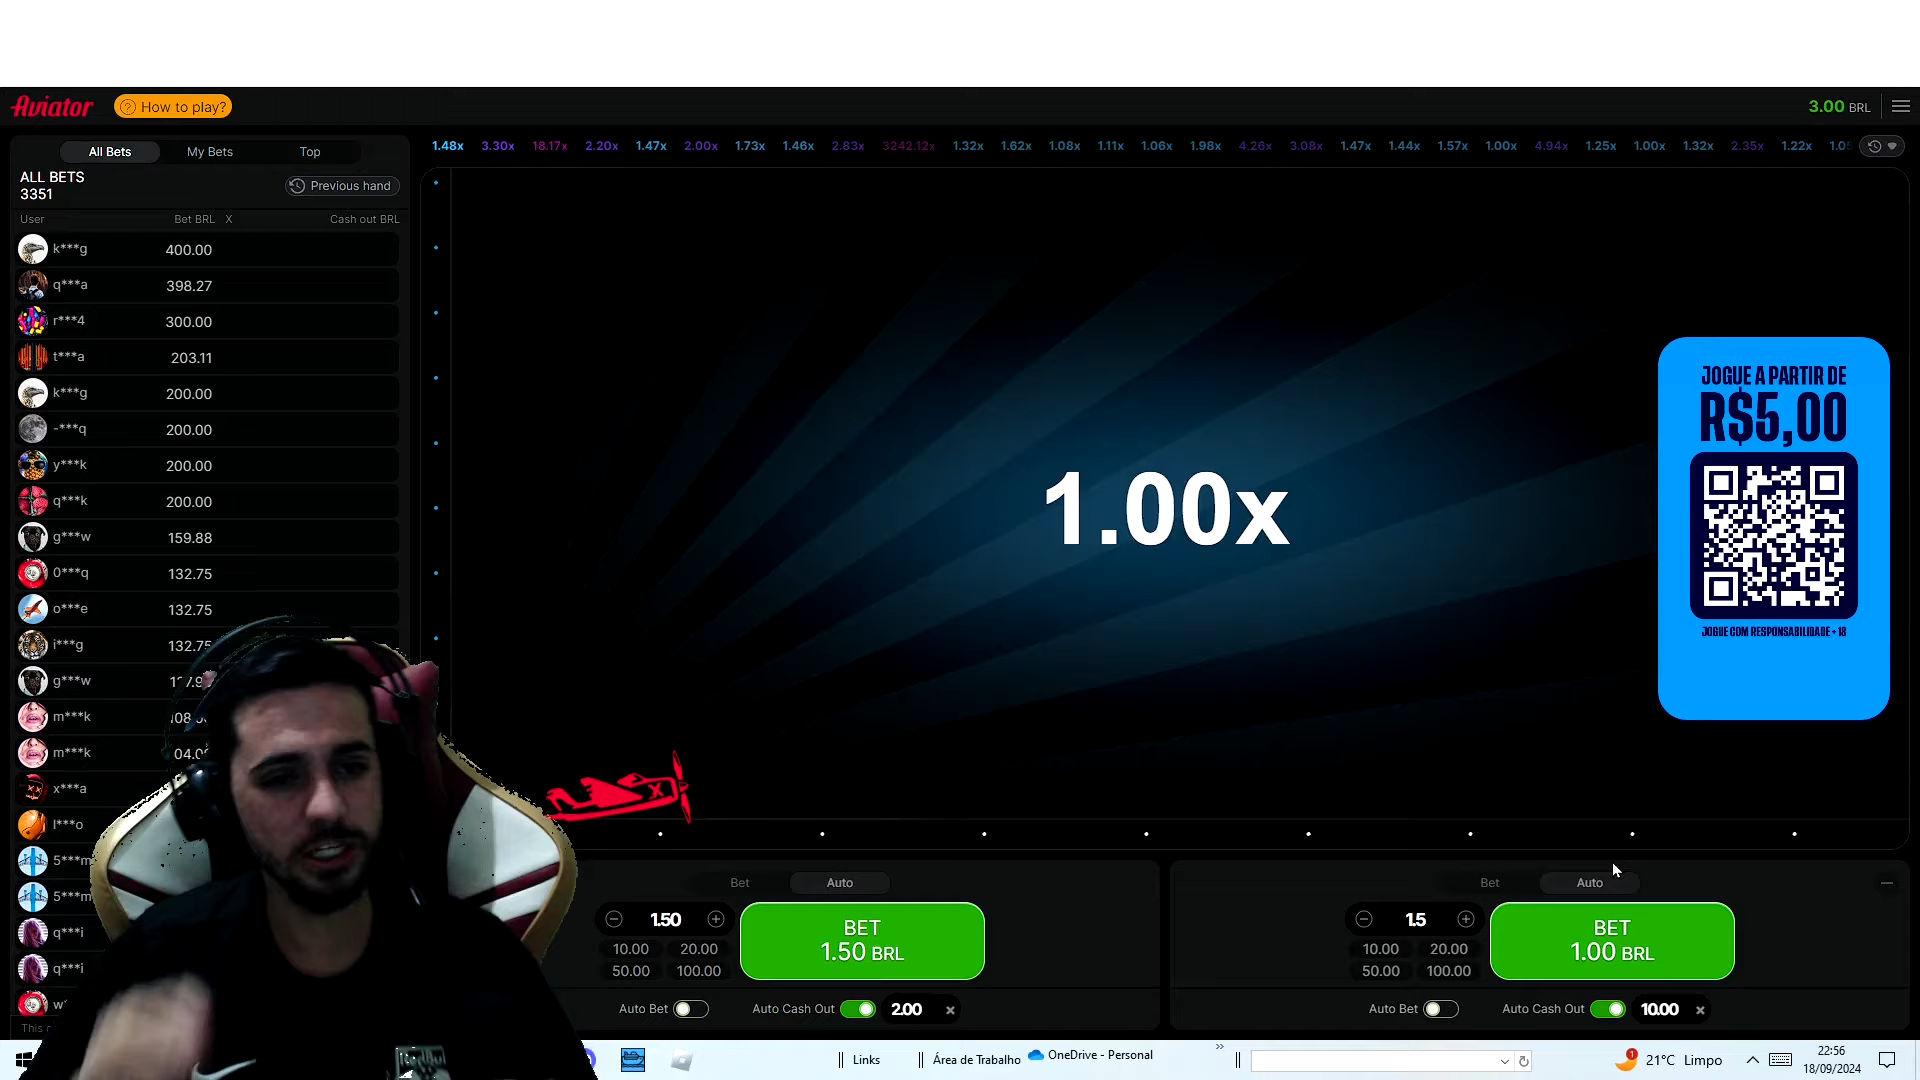 Aviator
? How to play?
3.00 BRL
All Bets
My Bets
Top
1.48x 3.30x 18.17x 2.20x 1.47x 2.00x 1.73x 1.46x 2.83x 3242.12x 1.32x 1.62x 1.08x 1.11x 1.06x 1.98x 4.26x 3.08x 1.47x 1.44x 1.57x 1.00x 4.94x 1.25x 1.00x 1.32x 2.35x 1.22x
ALL BETS
3351
Previous hand
User Bet BRL X Cash out BRL
k***g 400.00
q***a 398.27
r***4 300.00
t***a 203.11
k***g 200.00
-***q 200.00
y***k 200.00
q***k 200.00
g***w 159.88
0***q 132.75
o***e 132.75
i***g 132.75
g***w
m***k
m***k
x***a
l***o
5***m
5***m
q***i
q***i
1.00x
JOGUE A PARTIR DE
R$5,00
JOGUE COM RESPONSABILIDADE +18
Bet Auto
1.50
10.00 20.00
50.00 100.00
BET
1.50 BRL
Auto Bet
Auto Cash Out
2.00
Bet Auto
1.5
10.00 20.00
50.00 100.00
BET
1.00 BRL
Auto Bet
Auto Cash Out
10.00
Links
Área de Trabalho
OneDrive - Personal
1
21°C Limpo
22:56
18/09/2024